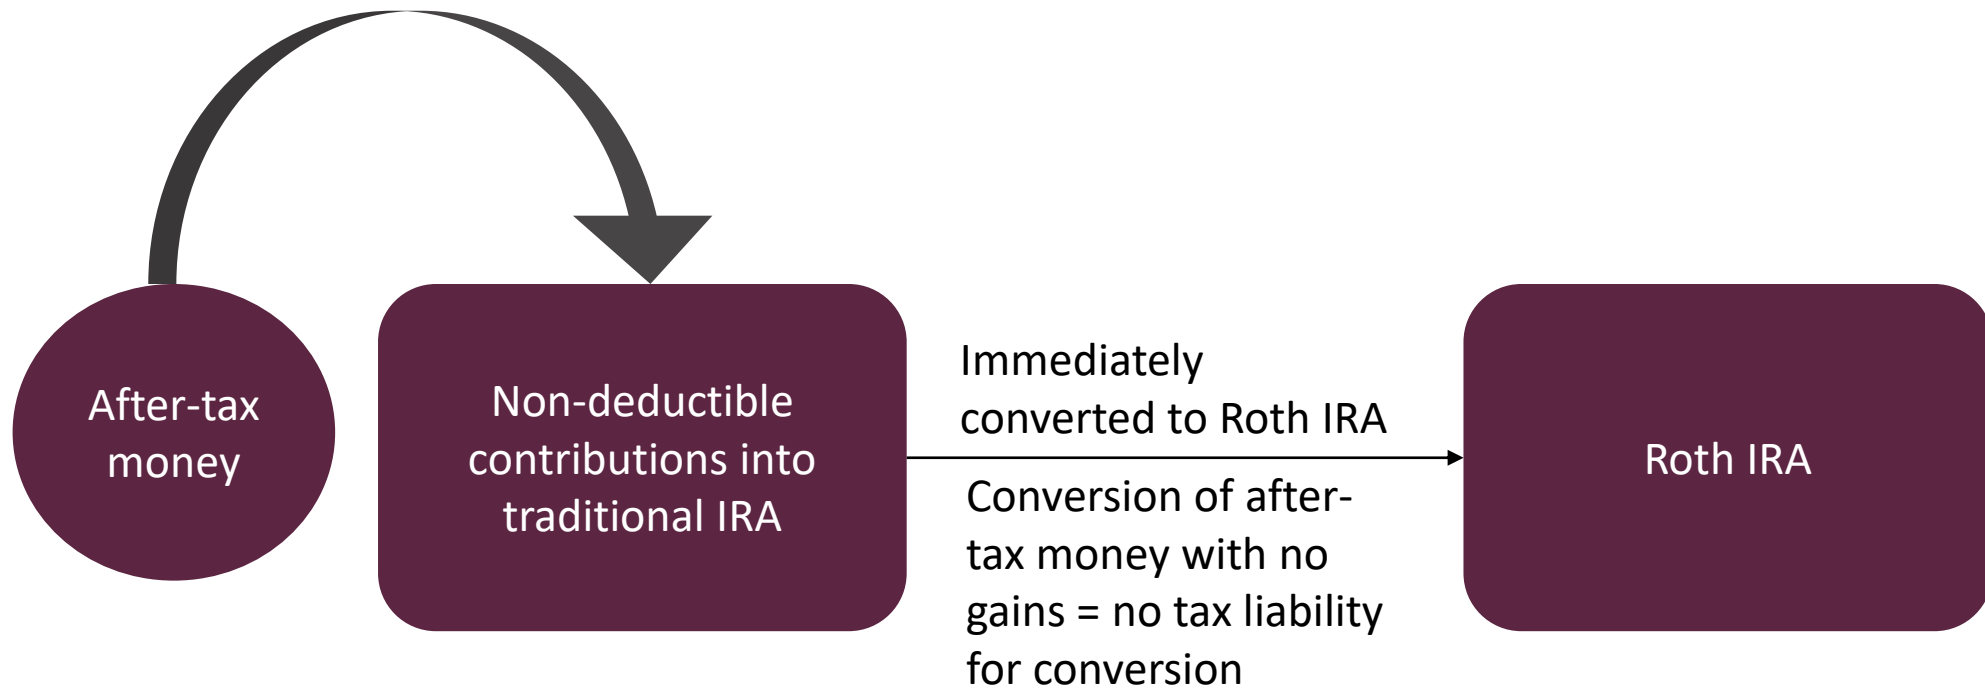 After-tax
money
Non-deductible
contributions into
traditional IRA
Immediately
converted to Roth IRA
Conversion of after-
tax money with no
gains = no tax liability
for conversion
Roth IRA